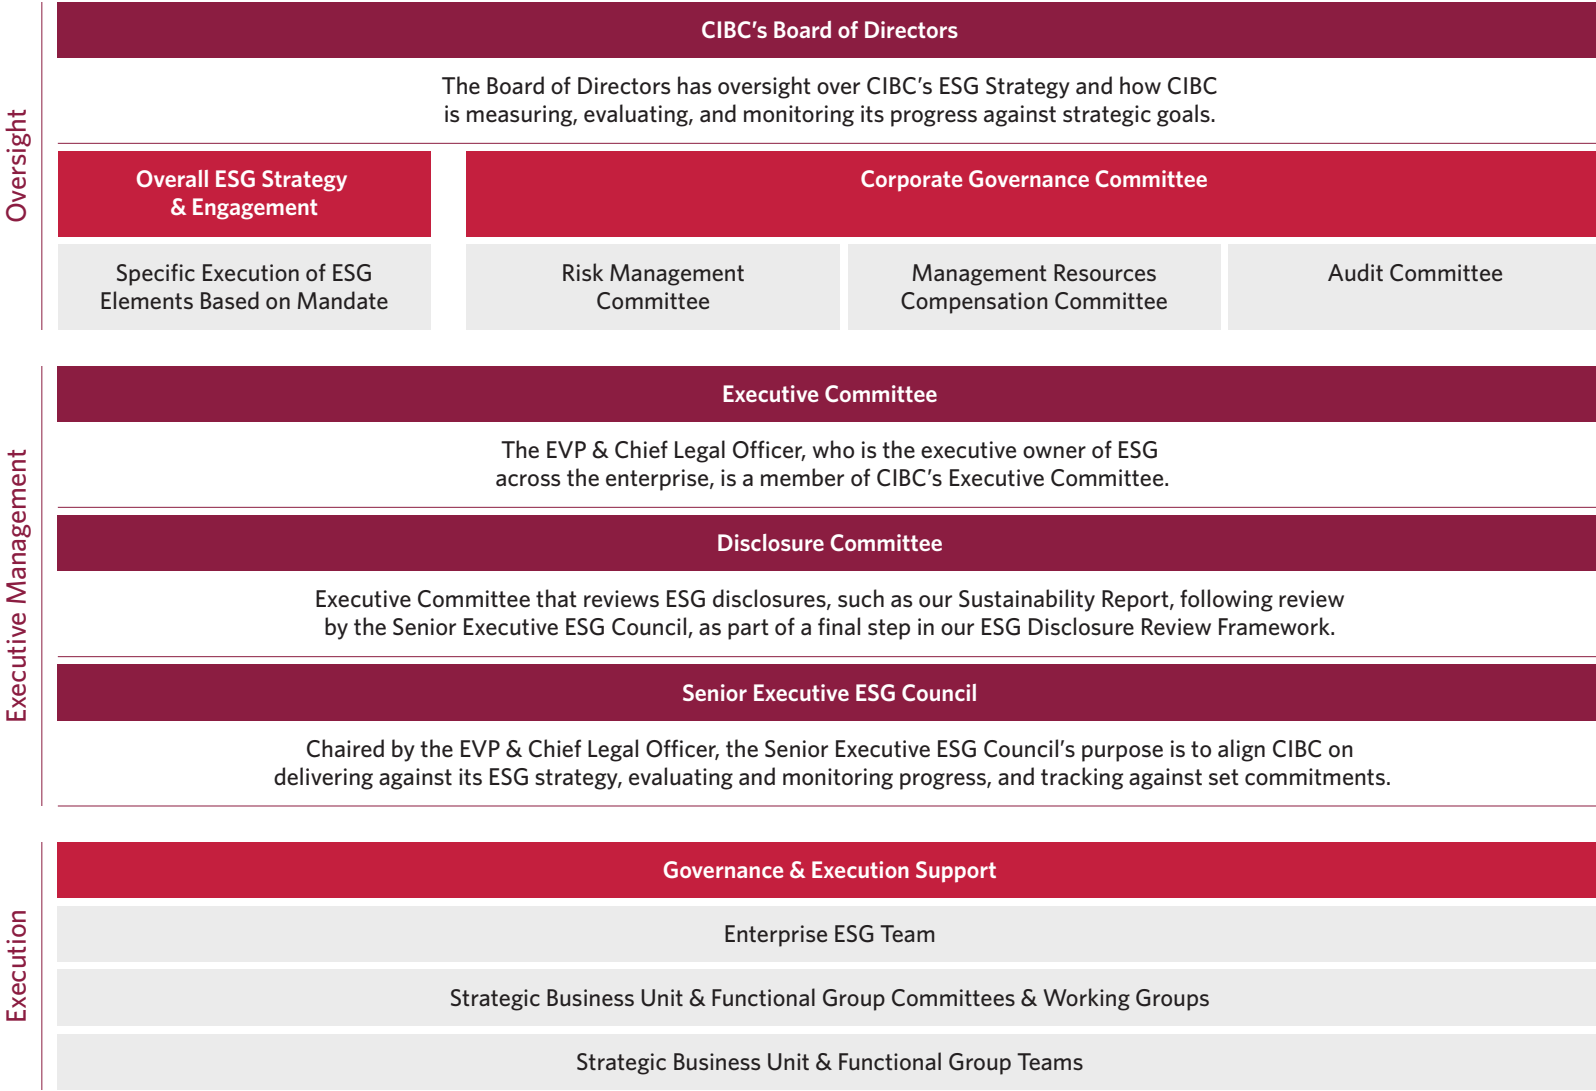 Oversight
CIBC’s Board of Directors
The Board of Directors has oversight over CIBC’s ESG Strategy and how CIBC
is measuring, evaluating, and monitoring its progress against strategic goals.
Overall ESG Strategy
& Engagement
Corporate Governance Committee
Specific Execution of ESG
Elements Based on Mandate
Risk Management
Committee
Management Resources
Compensation Committee
Audit Committee
Executive Management
Executive Committee
The EVP & Chief Legal Officer, who is the executive owner of ESG
across the enterprise, is a member of CIBC’s Executive Committee.
Disclosure Committee
Executive Committee that reviews ESG disclosures, such as our Sustainability Report, following review
by the Senior Executive ESG Council, as part of a final step in our ESG Disclosure Review Framework.
Senior Executive ESG Council
Chaired by the EVP & Chief Legal Officer, the Senior Executive ESG Council’s purpose is to align CIBC on
delivering against its ESG strategy, evaluating and monitoring progress, and tracking against set commitments.
Execution
Governance & Execution Support
Enterprise ESG Team
Strategic Business Unit & Functional Group Committees & Working Groups
Strategic Business Unit & Functional Group Teams